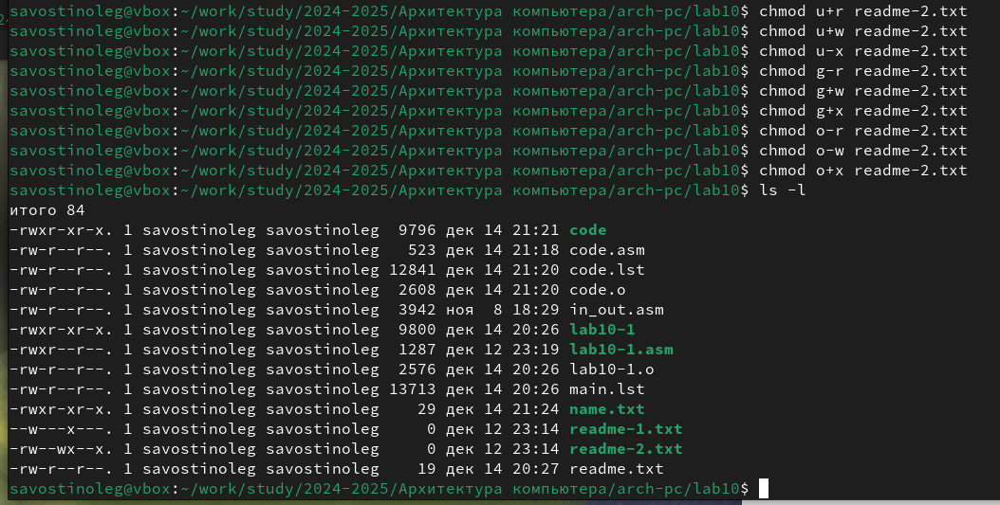 savostinoleg@vbox:~/work/study/2024-2025/Архитектура компьютера/arch-pc/lab10$ chmod u+r readme-2.txt
savostinoleg@vbox:~/work/study/2024-2025/Архитектура компьютера/arch-pc/lab10$ chmod u+w readme-2.txt
savostinoleg@vbox:~/work/study/2024-2025/Архитектура компьютера/arch-pc/lab10$ chmod u-x readme-2.txt
savostinoleg@vbox:~/work/study/2024-2025/Архитектура компьютера/arch-pc/lab10$ chmod g-r readme-2.txt
savostinoleg@vbox:~/work/study/2024-2025/Архитектура компьютера/arch-pc/lab10$ chmod g+w readme-2.txt
savostinoleg@vbox:~/work/study/2024-2025/Архитектура компьютера/arch-pc/lab10$ chmod g+x readme-2.txt
savostinoleg@vbox:~/work/study/2024-2025/Архитектура компьютера/arch-pc/lab10$ chmod o-r readme-2.txt
savostinoleg@vbox:~/work/study/2024-2025/Архитектура компьютера/arch-pc/lab10$ chmod o-w readme-2.txt
savostinoleg@vbox:~/work/study/2024-2025/Архитектура компьютера/arch-pc/lab10$ chmod o+x readme-2.txt
savostinoleg@vbox:~/work/study/2024-2025/Архитектура компьютера/arch-pc/lab10$ ls -l
итого 84
-rwxr-xr-x. 1 savostinoleg savostinoleg  9796 дек 14 21:21 code
-rw-r--r--. 1 savostinoleg savostinoleg   523 дек 14 21:18 code.asm
-rw-r--r--. 1 savostinoleg savostinoleg 12841 дек 14 21:20 code.lst
-rw-r--r--. 1 savostinoleg savostinoleg  2608 дек 14 21:20 code.o
-rw-r--r--. 1 savostinoleg savostinoleg  3942 ноя  8 18:29 in_out.asm
-rwxr-xr-x. 1 savostinoleg savostinoleg  9800 дек 14 20:26 lab10-1
-rwxr--r--. 1 savostinoleg savostinoleg  1287 дек 12 23:19 lab10-1.asm
-rw-r--r--. 1 savostinoleg savostinoleg  2576 дек 14 20:26 lab10-1.o
-rw-r--r--. 1 savostinoleg savostinoleg 13713 дек 14 20:26 main.lst
-rwxr-xr-x. 1 savostinoleg savostinoleg    29 дек 14 21:24 name.txt
--w---x---. 1 savostinoleg savostinoleg     0 дек 12 23:14 readme-1.txt
-rw--wx--x. 1 savostinoleg savostinoleg     0 дек 12 23:14 readme-2.txt
-rw-r--r--. 1 savostinoleg savostinoleg    19 дек 14 20:27 readme.txt
savostinoleg@vbox:~/work/study/2024-2025/Архитектура компьютера/arch-pc/lab10$